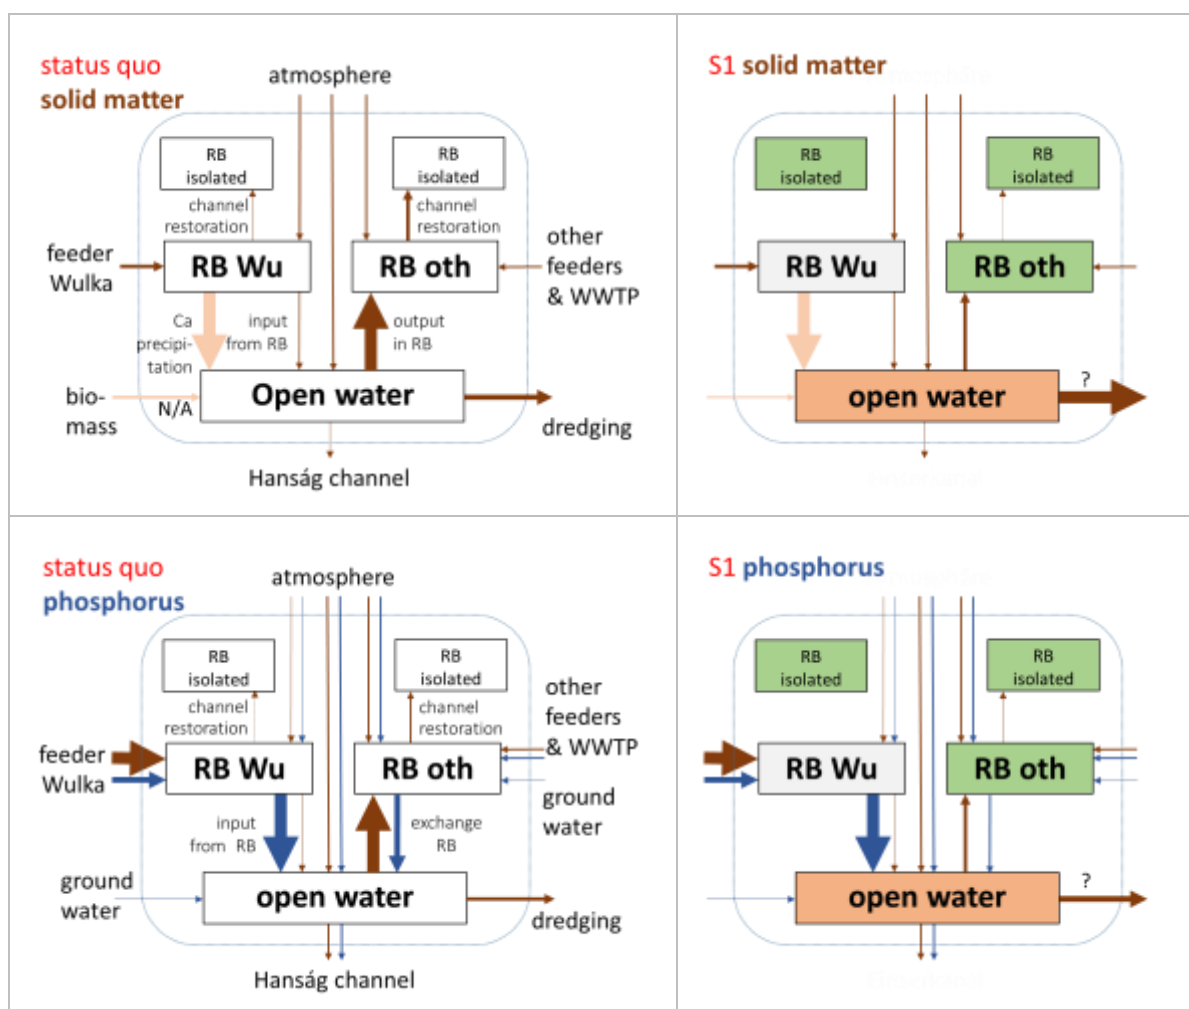 status quo
solid matter
atmosphere
RB
isolated
RB
isolated
channel
restoration
channel
restoration
feeder
Wulka
RB Wu
RB oth
other
feeders
& WWTP
Ca
precipi-
tation
input
from RB
output
in RB
bio-
mass
N/A
Open water
dredging
Hanság channel
S1 solid matter
RB
isolated
RB
isolated
RB Wu
RB oth
open water
?
status quo
phosphorus
atmosphere
RB
isolated
RB
isolated
channel
restoration
channel
restoration
other
feeders
& WWTP
feeder
Wulka
RB Wu
RB oth
ground
water
input
from RB
exchange
RB
ground
water
open water
dredging
Hanság channel
S1 phosphorus
RB
isolated
RB
isolated
RB Wu
RB oth
open water
?